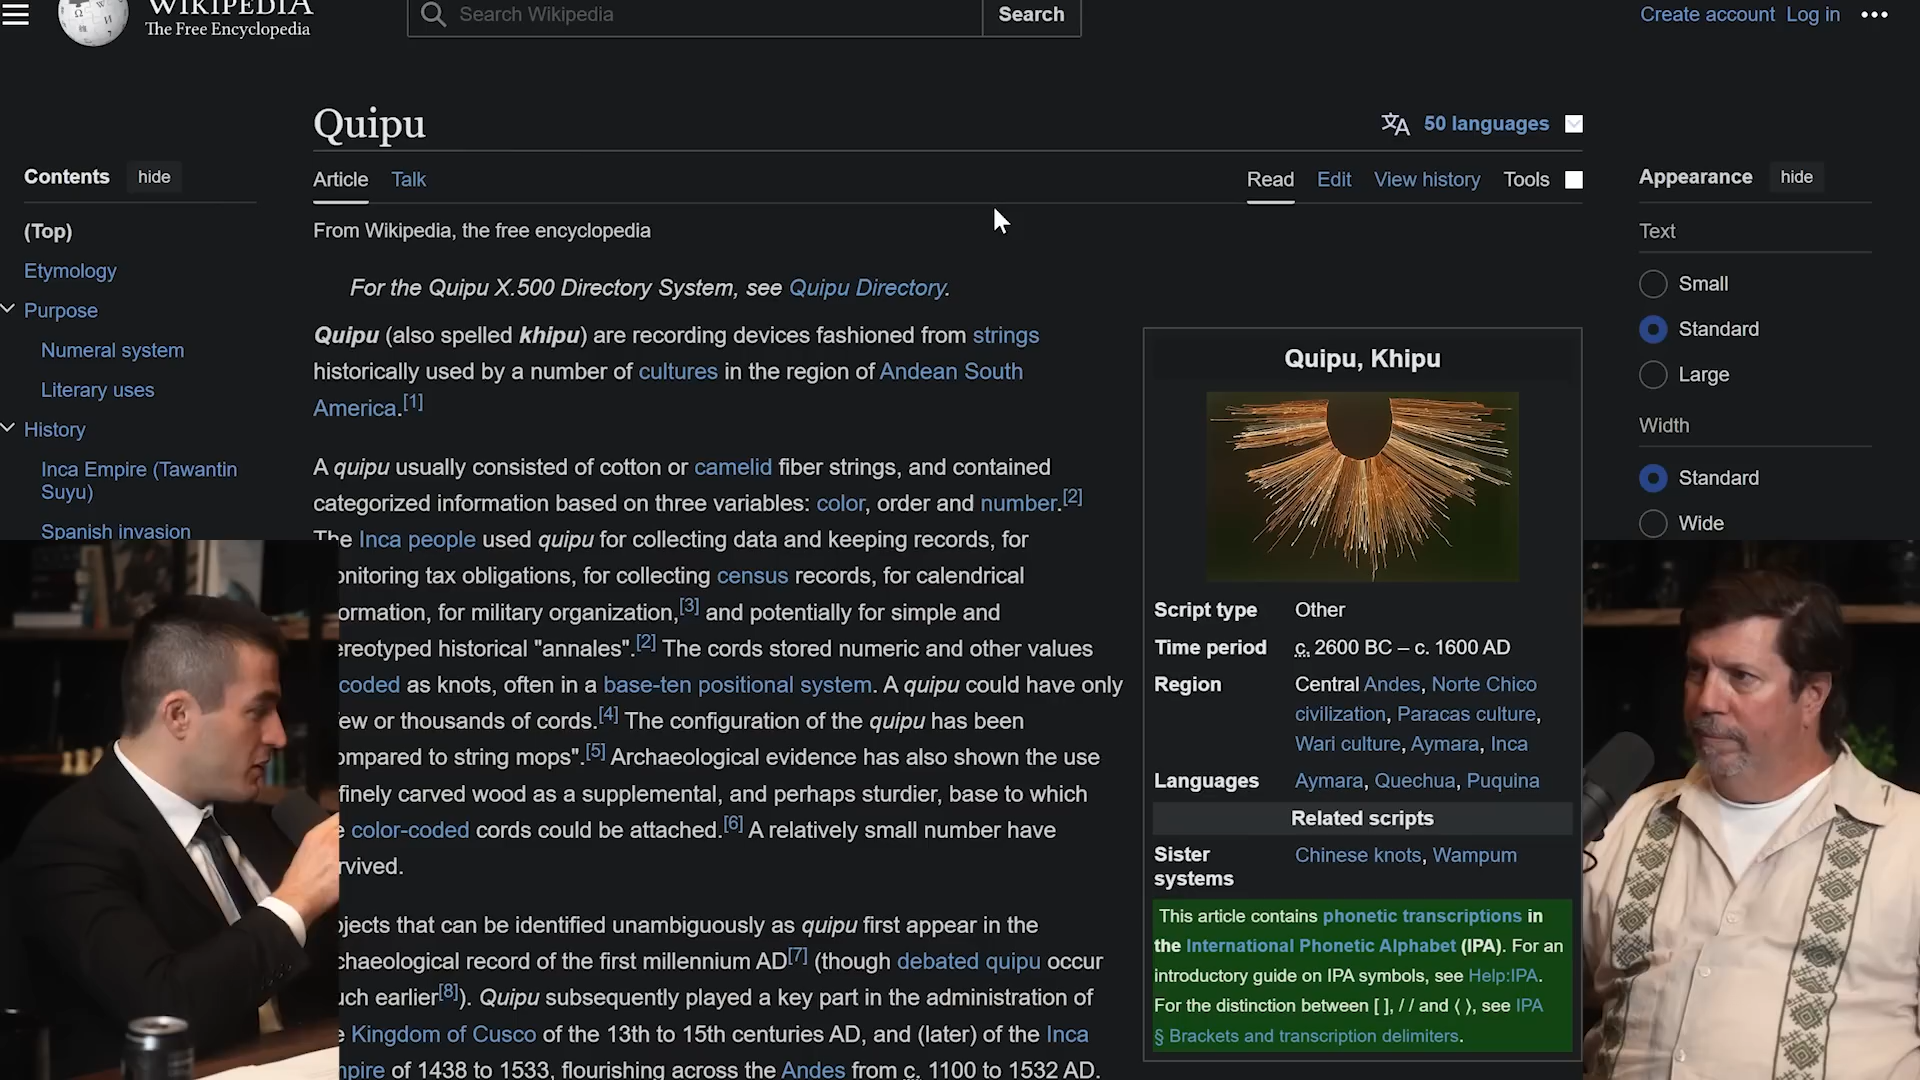 WIKIPEDIA
The Free Encyclopedia
Search Wikipedia
Search
Create account Log in
Quipu
50 languages
Contents hide
Article Talk
Read Edit View history Tools
Appearance hide
(Top)
Etymology
Purpose
Numeral system
Literary uses
History
Inca Empire (Tawantin
Suyu)
Spanish invasion
From Wikipedia, the free encyclopedia
For the Quipu X.500 Directory System, see Quipu Directory.
Quipu (also spelled khipu) are recording devices fashioned from strings
historically used by a number of cultures in the region of Andean South
America.[1]
A quipu usually consisted of cotton or camelid fiber strings, and contained
categorized information based on three variables: color, order and number.[2]
The Inca people used quipu for collecting data and keeping records, for
onitoring tax obligations, for collecting census records, for calendrical
ormation, for military organization,[3] and potentially for simple and
ereotyped historical "annales".[2] The cords stored numeric and other values
coded as knots, often in a base-ten positional system. A quipu could have only
ew or thousands of cords.[4] The configuration of the quipu has been
ompared to string mops".[5] Archaeological evidence has also shown the use
finely carved wood as a supplemental, and perhaps sturdier, base to which
e color-coded cords could be attached.[6] A relatively small number have
rvived.
jects that can be identified unambiguously as quipu first appear in the
chaeological record of the first millennium AD[7] (though debated quipu occur
uch earlier[8]). Quipu subsequently played a key part in the administration of
e Kingdom of Cusco of the 13th to 15th centuries AD, and (later) of the Inca
mpire of 1438 to 1533, flourishing across the Andes from c. 1100 to 1532 AD.
Quipu, Khipu
Script type Other
Time period c. 2600 BC – c. 1600 AD
Region Central Andes, Norte Chico
civilization, Paracas culture,
Wari culture, Aymara, Inca
Languages Aymara, Quechua, Puquina
Related scripts
Sister Chinese knots, Wampum
systems
This article contains phonetic transcriptions in
the International Phonetic Alphabet (IPA). For an
introductory guide on IPA symbols, see Help:IPA.
For the distinction between [ ], / / and ⟨ ⟩, see IPA
§ Brackets and transcription delimiters.
Text
Small
Standard
Large
Width
Standard
Wide